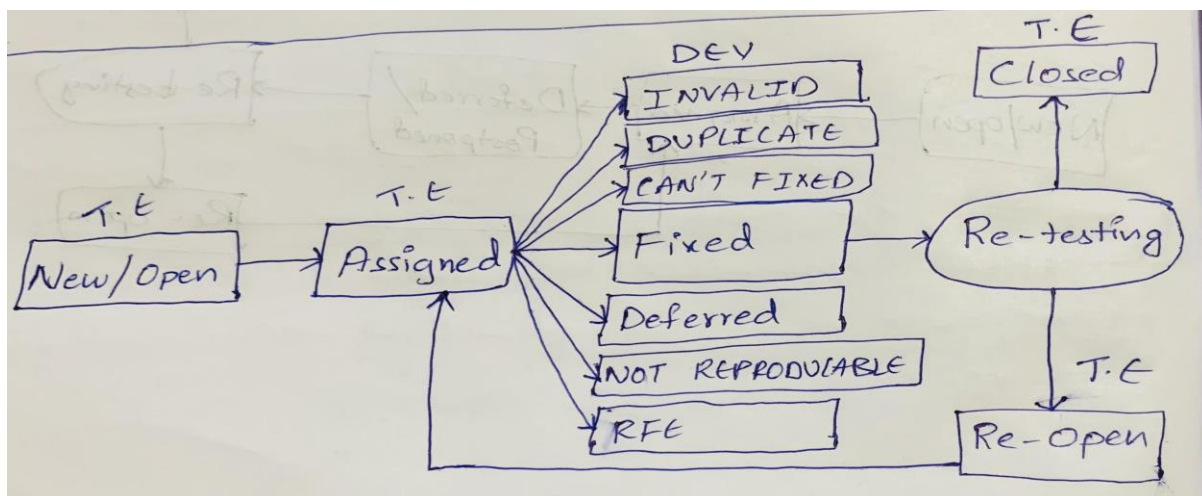 T.E
New/Open
T.E
Assigned
DEV
INVALID
DUPLICATE
CAN'T FIXED
Fixed
Deferred
NOT REPRODUCABLE
RFE
Re-testing
T.E
Closed
T.E
Re-Open